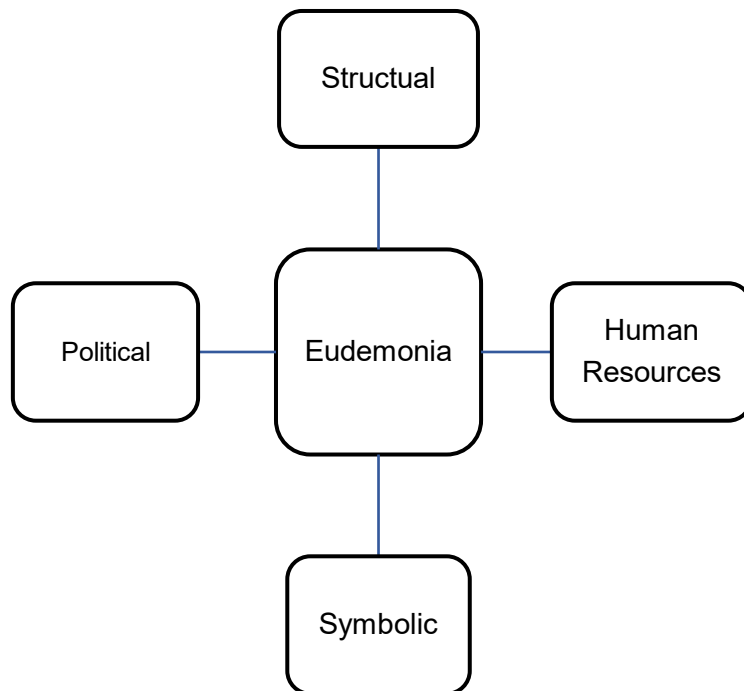 Structual
Political
Eudemonia
Human
Resources
Symbolic